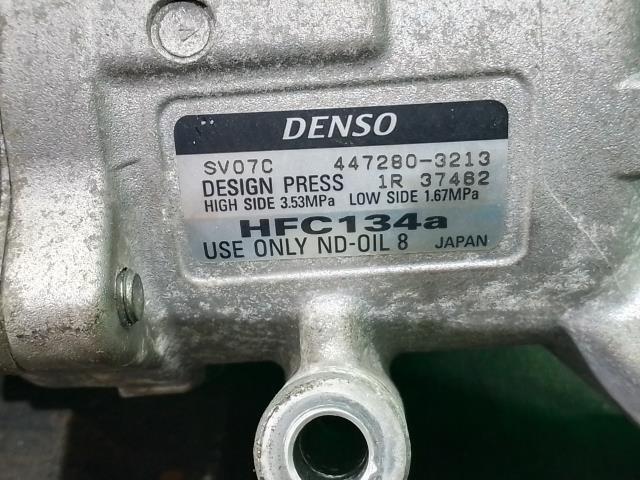 DENSO
SV07C 447280-3213
DESIGN PRESS 1R 37462
HIGH SIDE 3.53MPa LOW SIDE 1.67MPa
HFC134a
USE ONLY ND-OIL 8 JAPAN